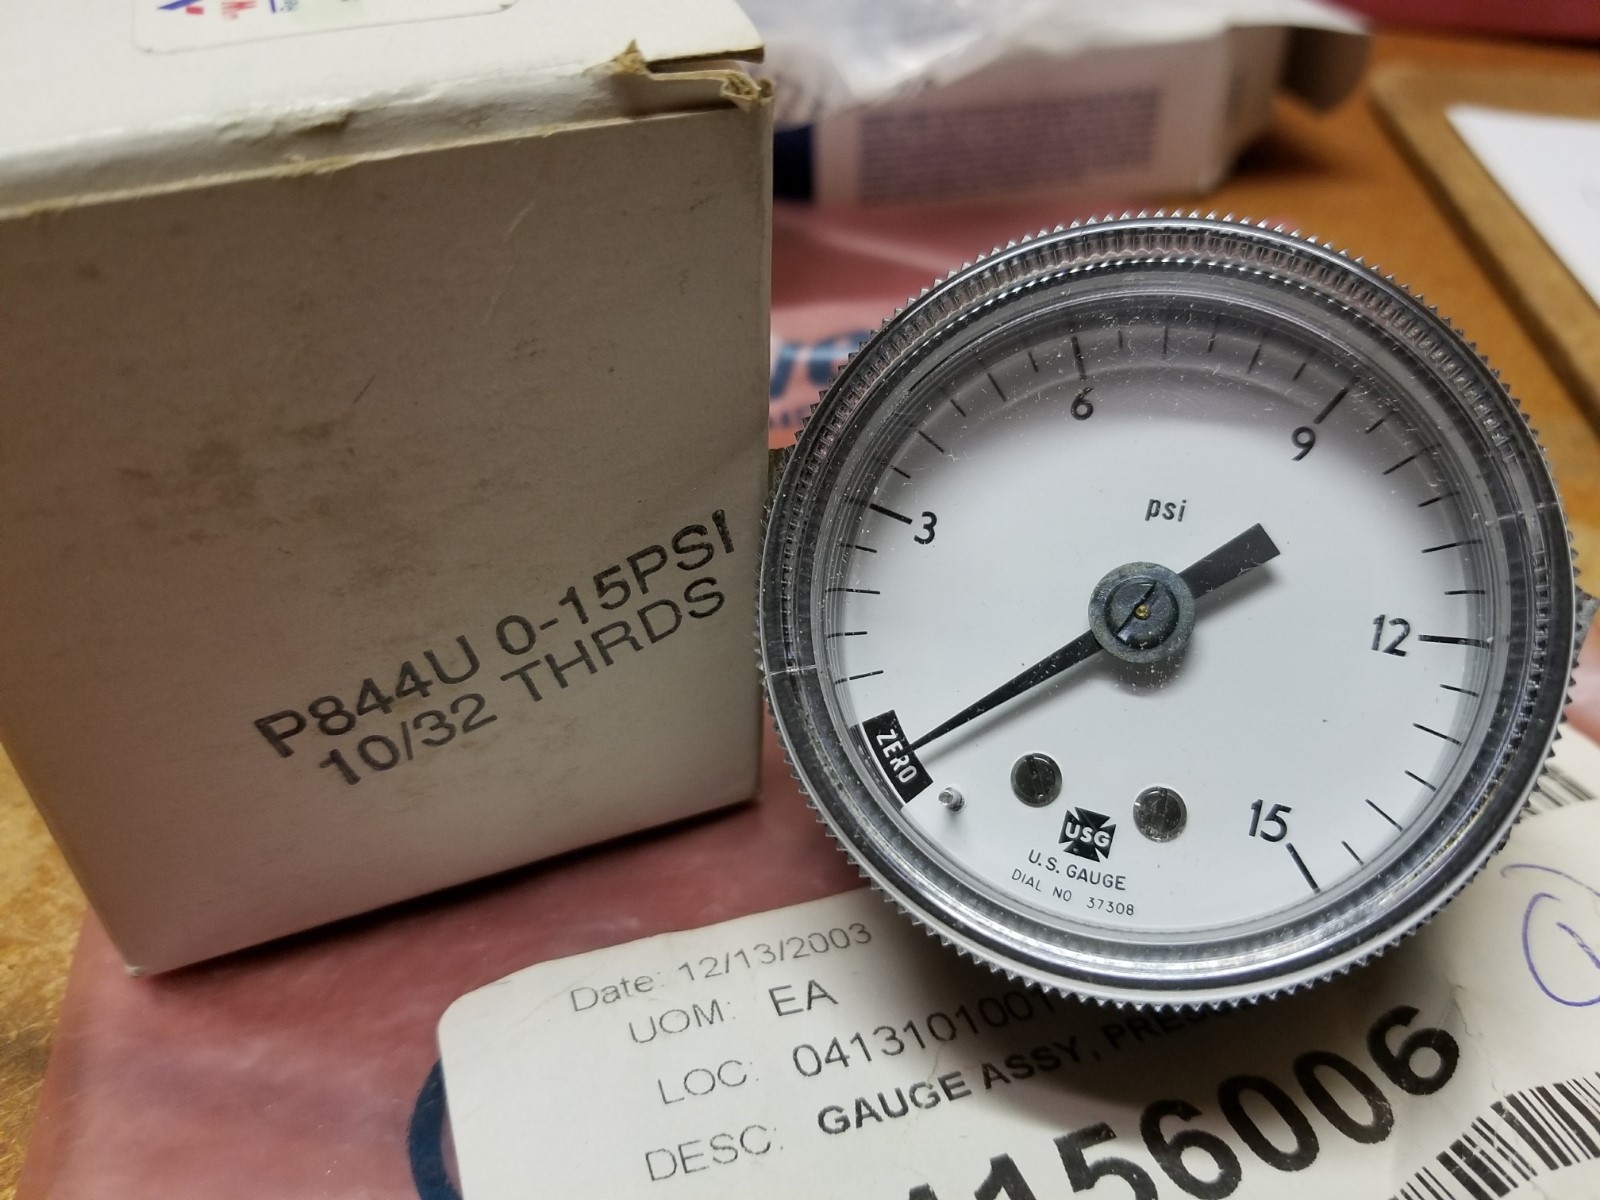 P844U 0-15PSI
10/32 THRDS
3
6
9
12
15
psi
ZERO
USG
U.S. GAUGE
DIAL NO 37308
Date: 12/13/2003
UOM: EA
LOC: 0413101001
DESC: GAUGE ASSY,
156006